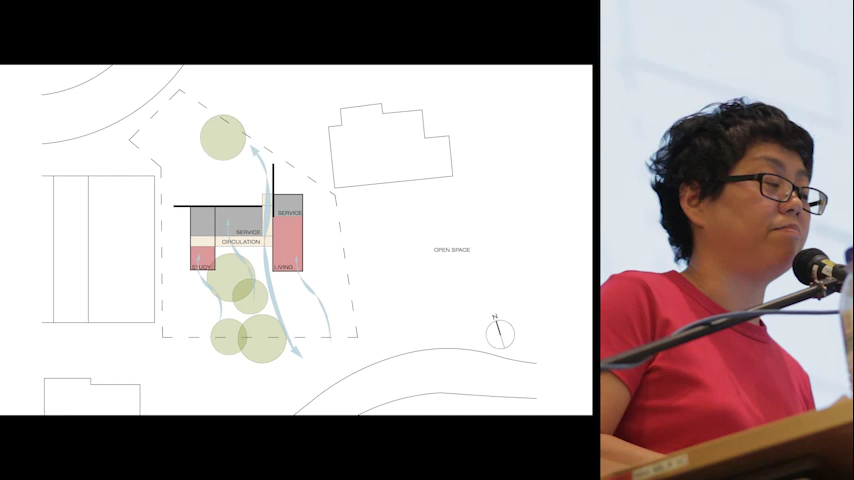 SERVICE
SERVICE
CIRCULATION
OPEN SPACE
STUDY
LIVING
N